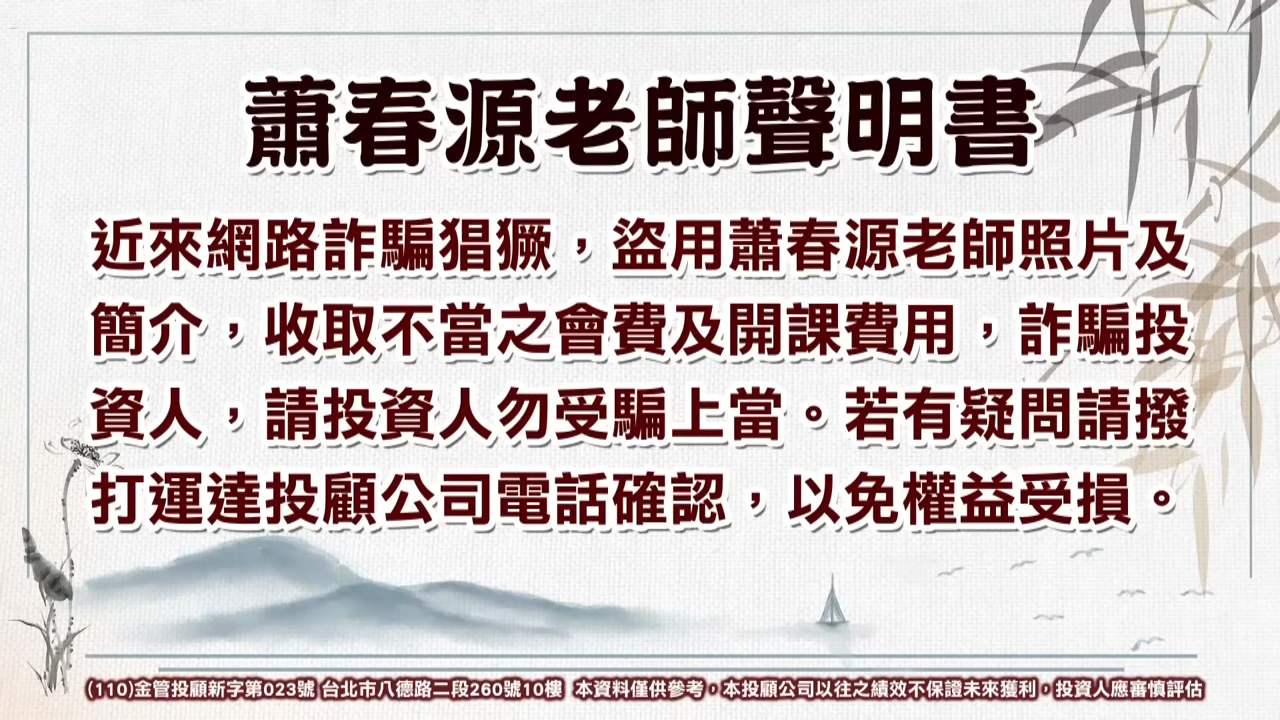 蕭春源老師聲明書
近來網路詐騙猖獗，盜用蕭春源老師照片及
簡介，收取不當之會費及開課費用，詐騙投
資人，請投資人勿受騙上當。若有疑問請撥
打運達投顧公司電話確認，以免權益受損。
(110)金管投顧新字第023號 台北市八德路二段260號10樓 本資料僅供參考，本投顧公司以往之績效不保證未來獲利，投資人應審慎評估